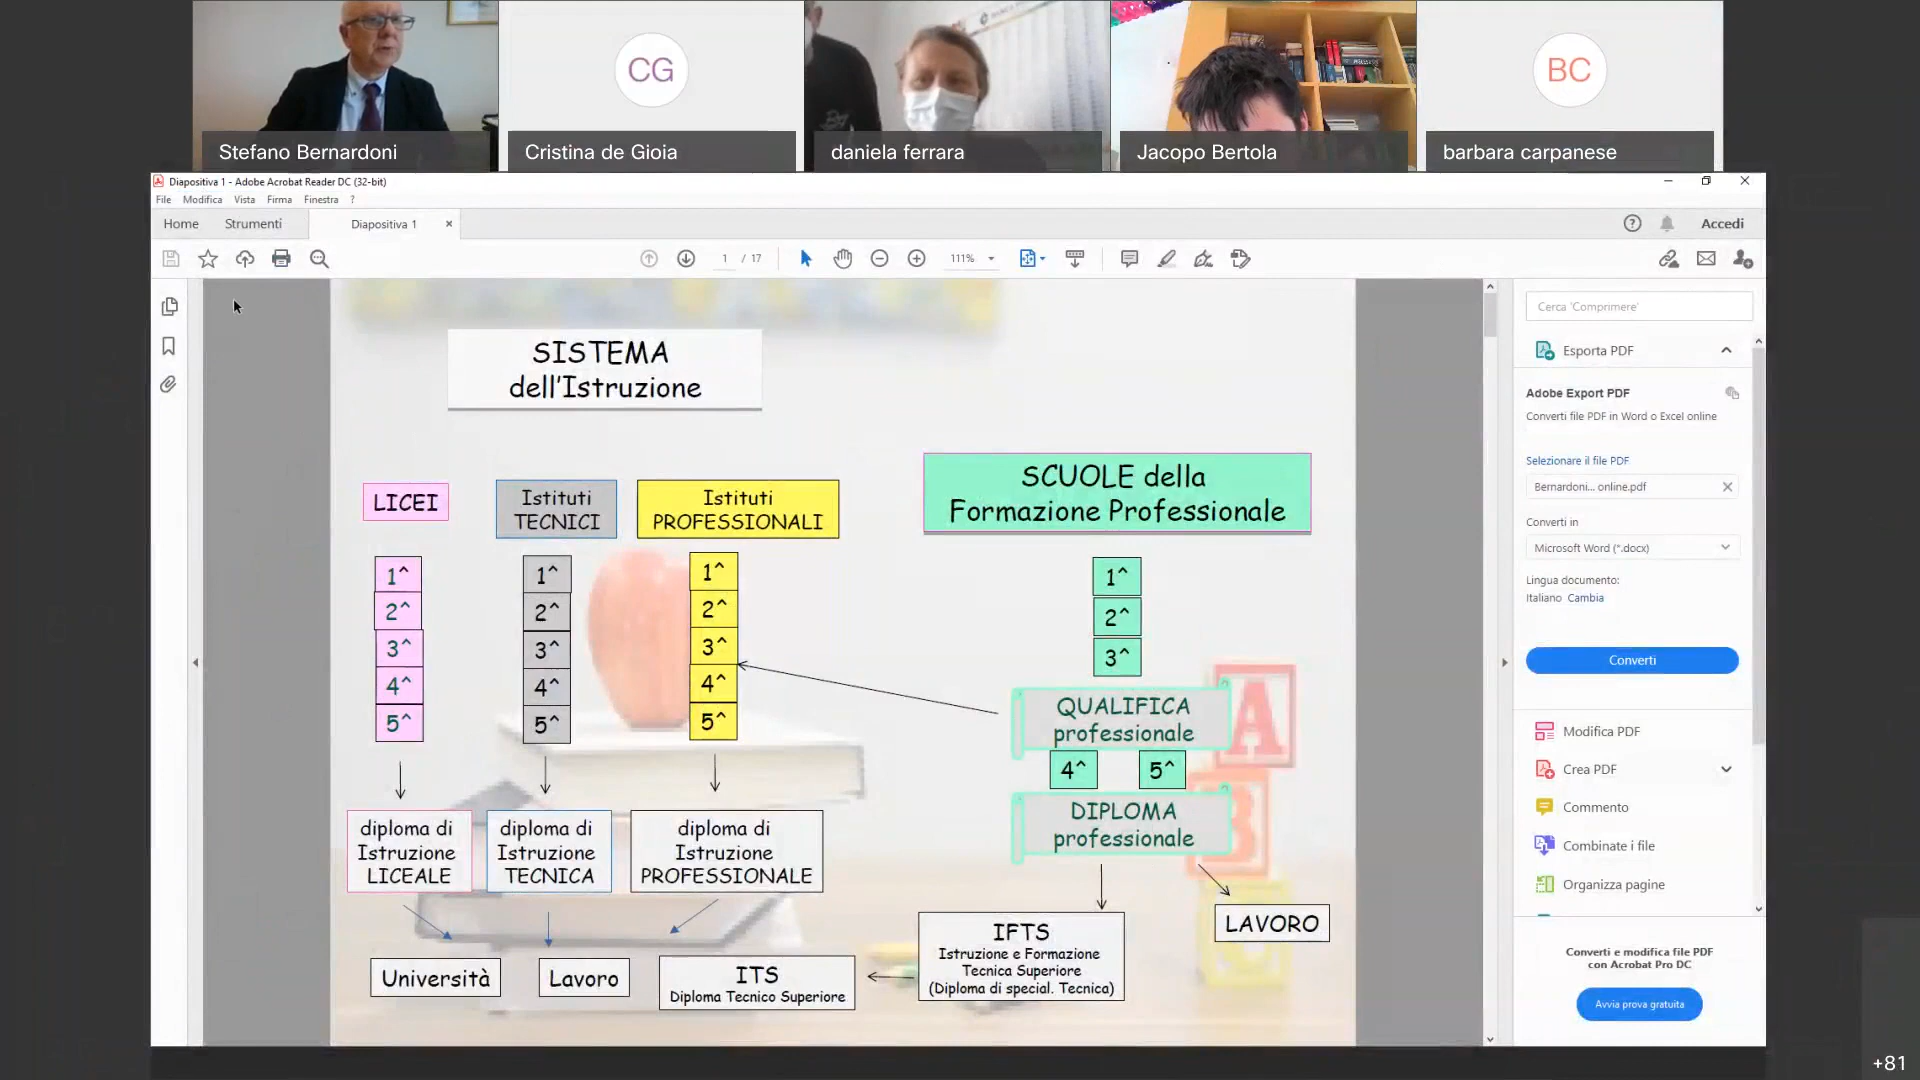 CG
BC
Stefano Bernardoni
Cristina de Gioia
daniela ferrara
Jacopo Bertola
barbara carpanese
Diapositiva 1 - Adobe Acrobat Reader DC (32-bit)
File Modifica Vista Firma Finestra ?
Home Strumenti Diapositiva 1
Accedi
1 / 17
111%
Cerca 'Comprimere'
Esporta PDF
Adobe Export PDF
Converti file PDF in Word o Excel online
Selezionare il file PDF
Bernardoni... online.pdf
Converti in
Microsoft Word (*.docx)
Lingua documento:
Italiano Cambia
Converti
Modifica PDF
Crea PDF
Commento
Combinate i file
Organizza pagine
Converti e modifica file PDF
con Acrobat Pro DC
Avvia prova gratuita
SISTEMA
dell'Istruzione
LICEI
1^
2^
3^
4^
5^
diploma di
Istruzione
LICEALE
Istituti
TECNICI
1^
2^
3^
4^
5^
diploma di
Istruzione
TECNICA
Istituti
PROFESSIONALI
1^
2^
3^
4^
5^
diploma di
Istruzione
PROFESSIONALE
Università
Lavoro
ITS
Diploma Tecnico Superiore
SCUOLE della
Formazione Professionale
1^
2^
3^
QUALIFICA
professionale
4^ 5^
DIPLOMA
professionale
IFTS
Istruzione e Formazione
Tecnica Superiore
(Diploma di special. Tecnica)
LAVORO
A
B
+81